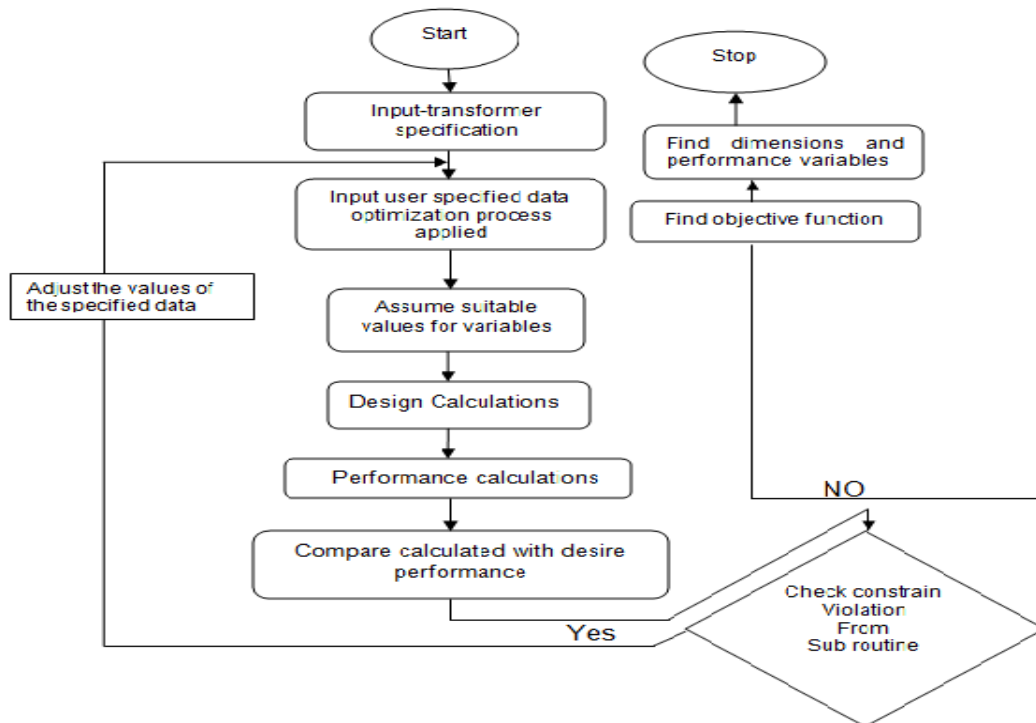 Start
Input-transformer
specification
Input user specified data
optimization process
applied
Adjust the values of
the specified data
Assume suitable
values for variables
Design Calculations
Performance calculations
Compare calculated with desire
performance
Yes
Check constrain
Violation
From
Sub routine
NO
Find objective function
Find dimensions and
performance variables
Stop